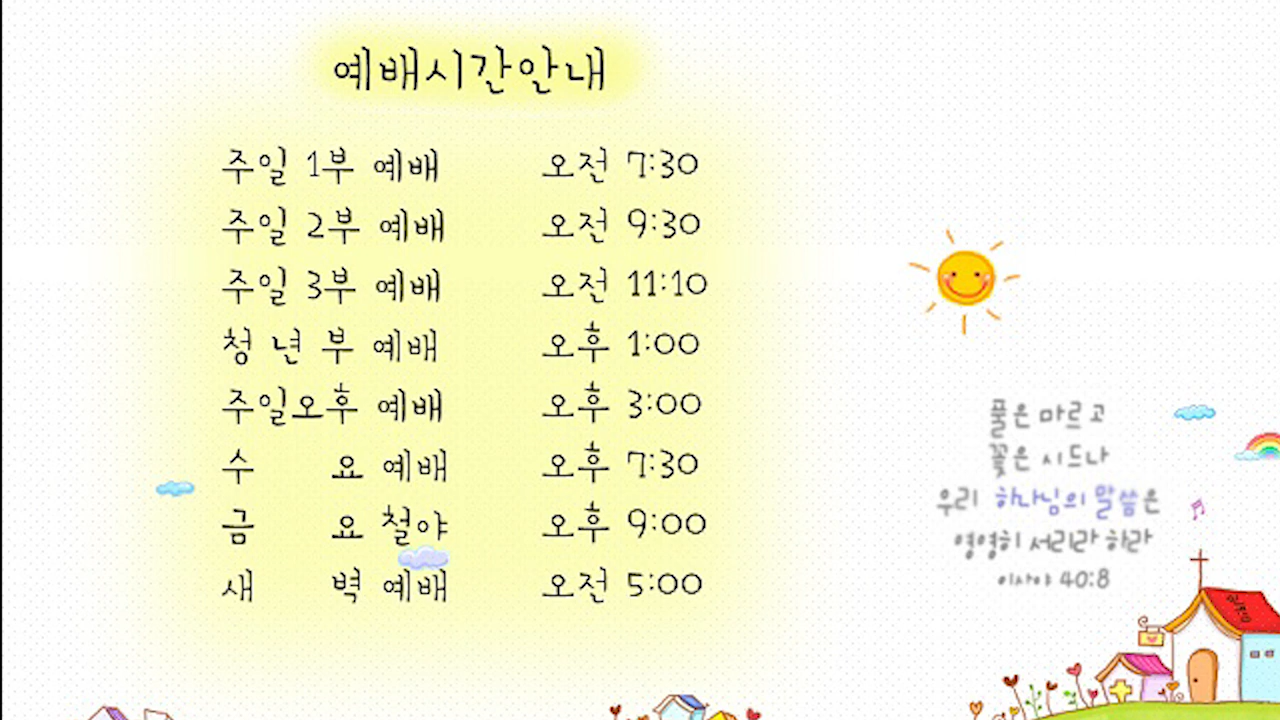 예배시간안내
주일 1부 예배 오전 7:30
주일 2부 예배 오전 9:30
주일 3부 예배 오전 11:10
청 년 부 예배 오후 1:00
주일오후 예배 오후 3:00
수 요 예배 오후 7:30
금 요 철야 오후 9:00
새 벽 예배 오전 5:00
풀은 마르고
꽃은 시드나
우리 하나님의 말씀은
영영히 서리라 하라
이사야 40:8